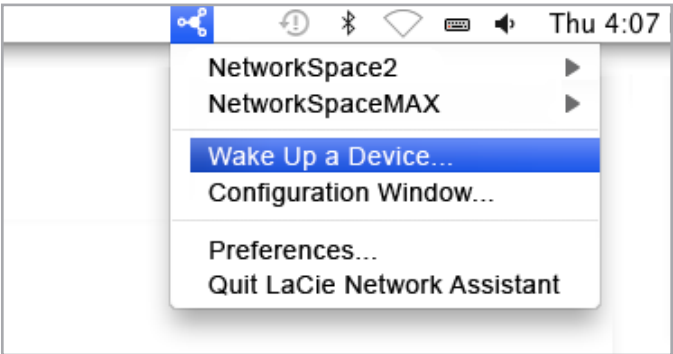 Thu 4:07
NetworkSpace2
NetworkSpaceMAX
Wake Up a Device...
Configuration Window...
Preferences...
Quit LaCie Network Assistant